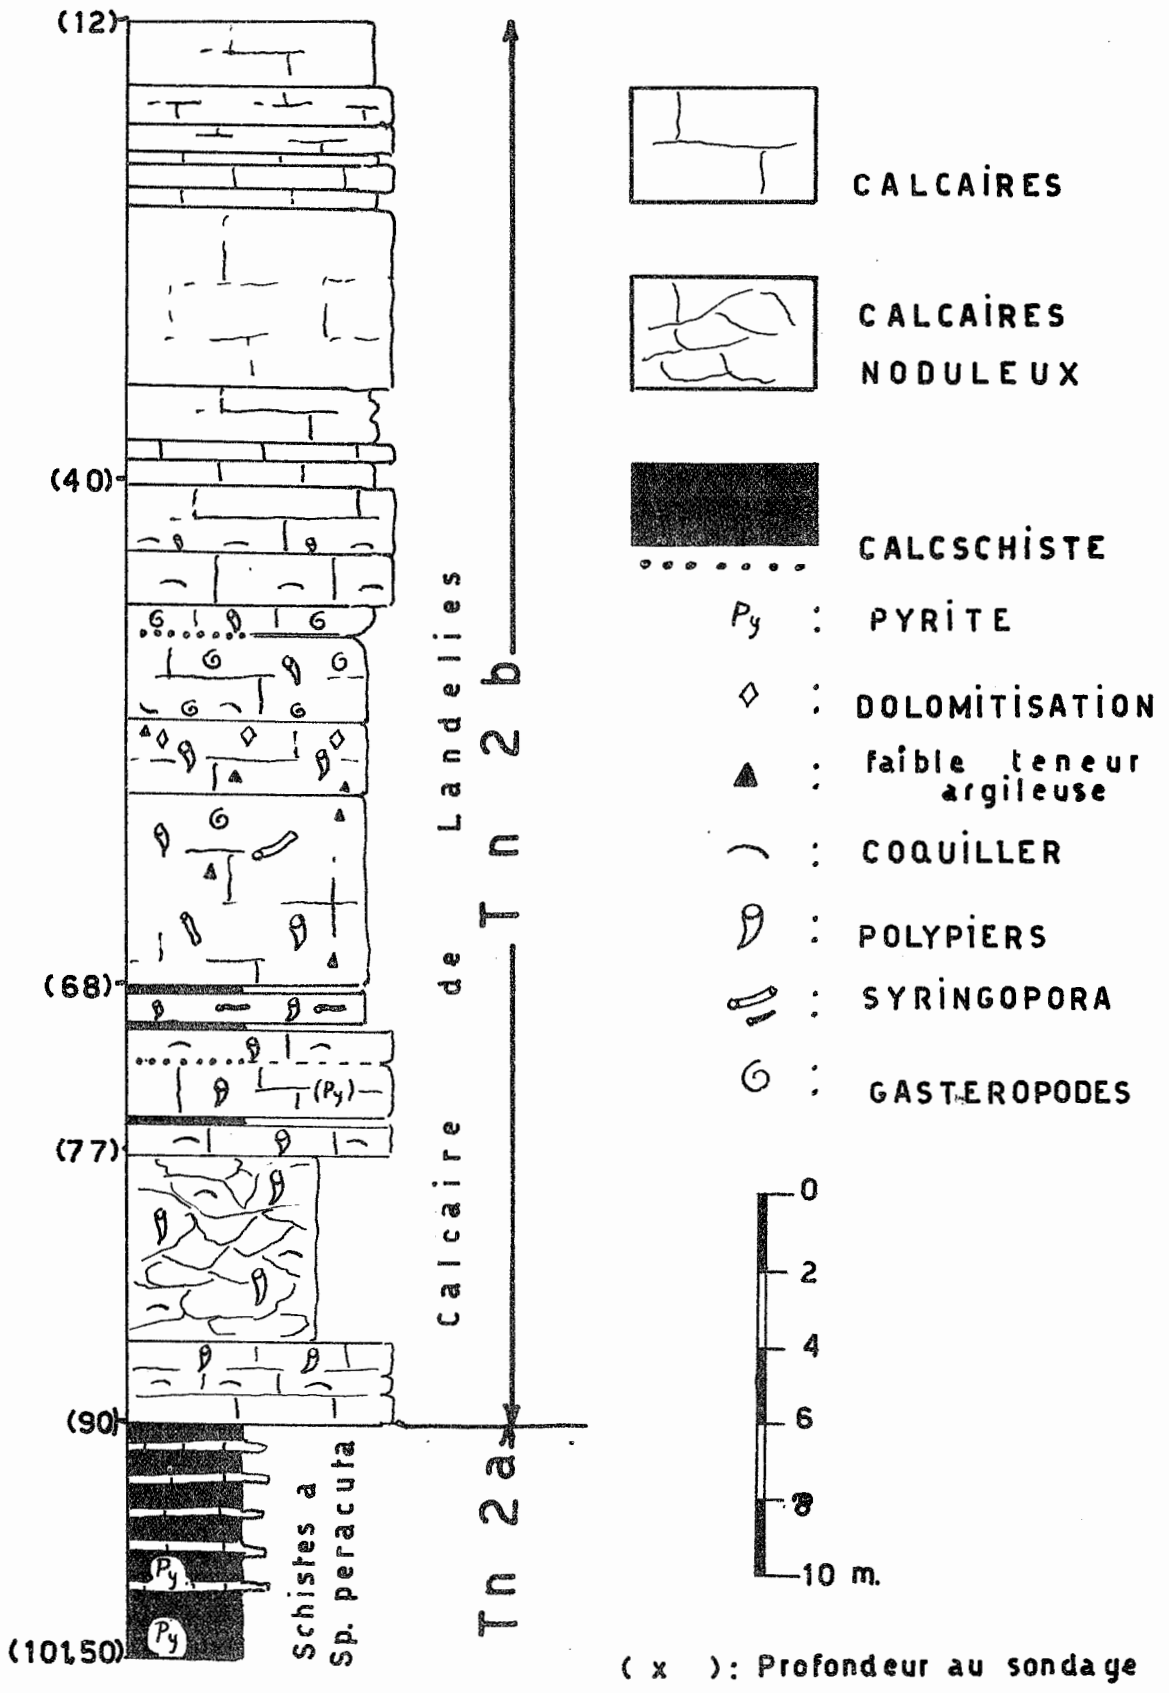 (12)
(40)
(68)
(77)
(90)
(101,50)
(Py)
Py
Py
Calcaire de Landelies
Tn 2 b
Schistes a
Sp. peracuta
Tn 2a
CALCAiRES
CALCAiRES
NODULEUX
CALCSCHiSTE
Py : PYRiTE
: DOLOMiTiSATiON
: faible teneur
argileuse
: COQUiLLER
: POLYPiERS
: SYRiNGOPORA
: GASTEROPODES
0
2
4
6
8
10 m.
( x ): Profondeur au sondage